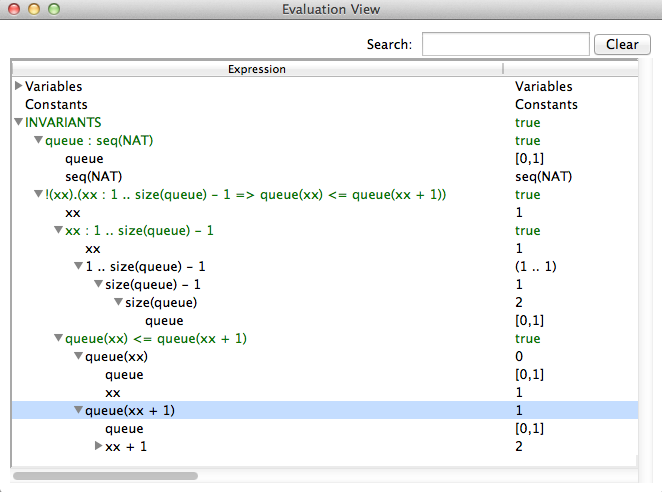 Evaluation View
Search: Clear
Expression
Variables Variables
Constants Constants
INVARIANTS true
queue : seq(NAT) true
queue [0,1]
seq(NAT) seq(NAT)
!(xx).(xx : 1 .. size(queue) - 1 => queue(xx) <= queue(xx + 1)) true
xx 1
xx : 1 .. size(queue) - 1 true
xx 1
1 .. size(queue) - 1 (1 .. 1)
size(queue) - 1 1
size(queue) 2
queue [0,1]
queue(xx) <= queue(xx + 1) true
queue(xx) 0
queue [0,1]
xx 1
queue(xx + 1) 1
queue [0,1]
xx + 1 2